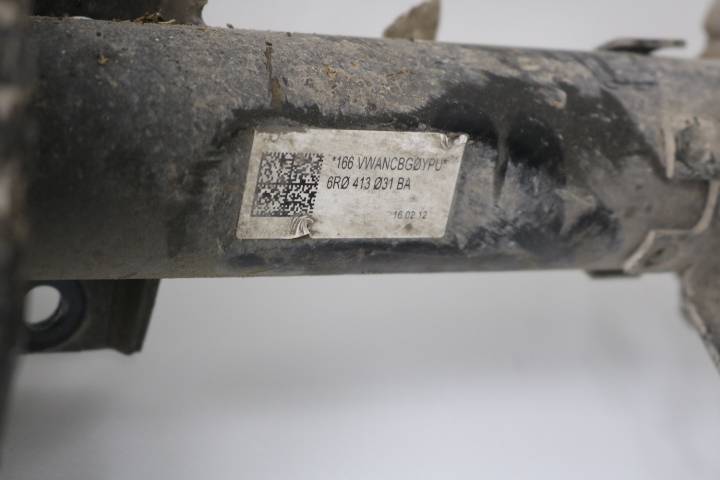 *166 VWANCBGØYPU*
6RØ 413 Ø31 BA
16.02.12